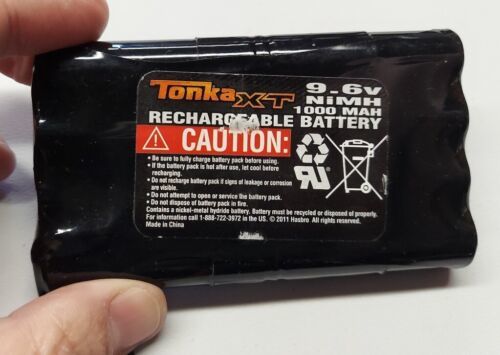 Tonka XT
9.6v
NiMH
1000 MAH
RECHARGEABLE BATTERY
CAUTION:
• Be sure to fully charge battery pack before using.
• If the battery pack is hot after use, let cool before
recharging.
• Do not recharge battery pack if signs of leakage or corrosion
are visible.
• Do not attempt to open or service the battery pack.
• Do not dispose of battery pack in fire.
Contains a nickel-metal hydride battery. Battery must be recycled or disposed of properly.
For information call 1-888-722-3972 in the US. © 2011 Hasbro. All rights reserved.
Made in China